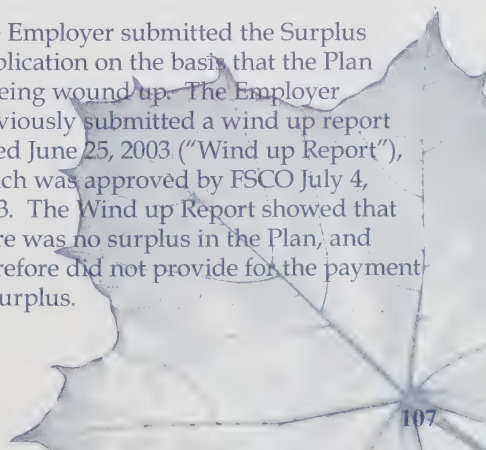 Employer submitted the Surplus
plication on the basis that the Plan
eing wound up. The Employer
viously submitted a wind up report
ed June 25, 2003 ("Wind up Report"),
ch was approved by FSCO July 4,
3. The Wind up Report showed that
re was no surplus in the Plan, and
refore did not provide for the payment
urplus.
107